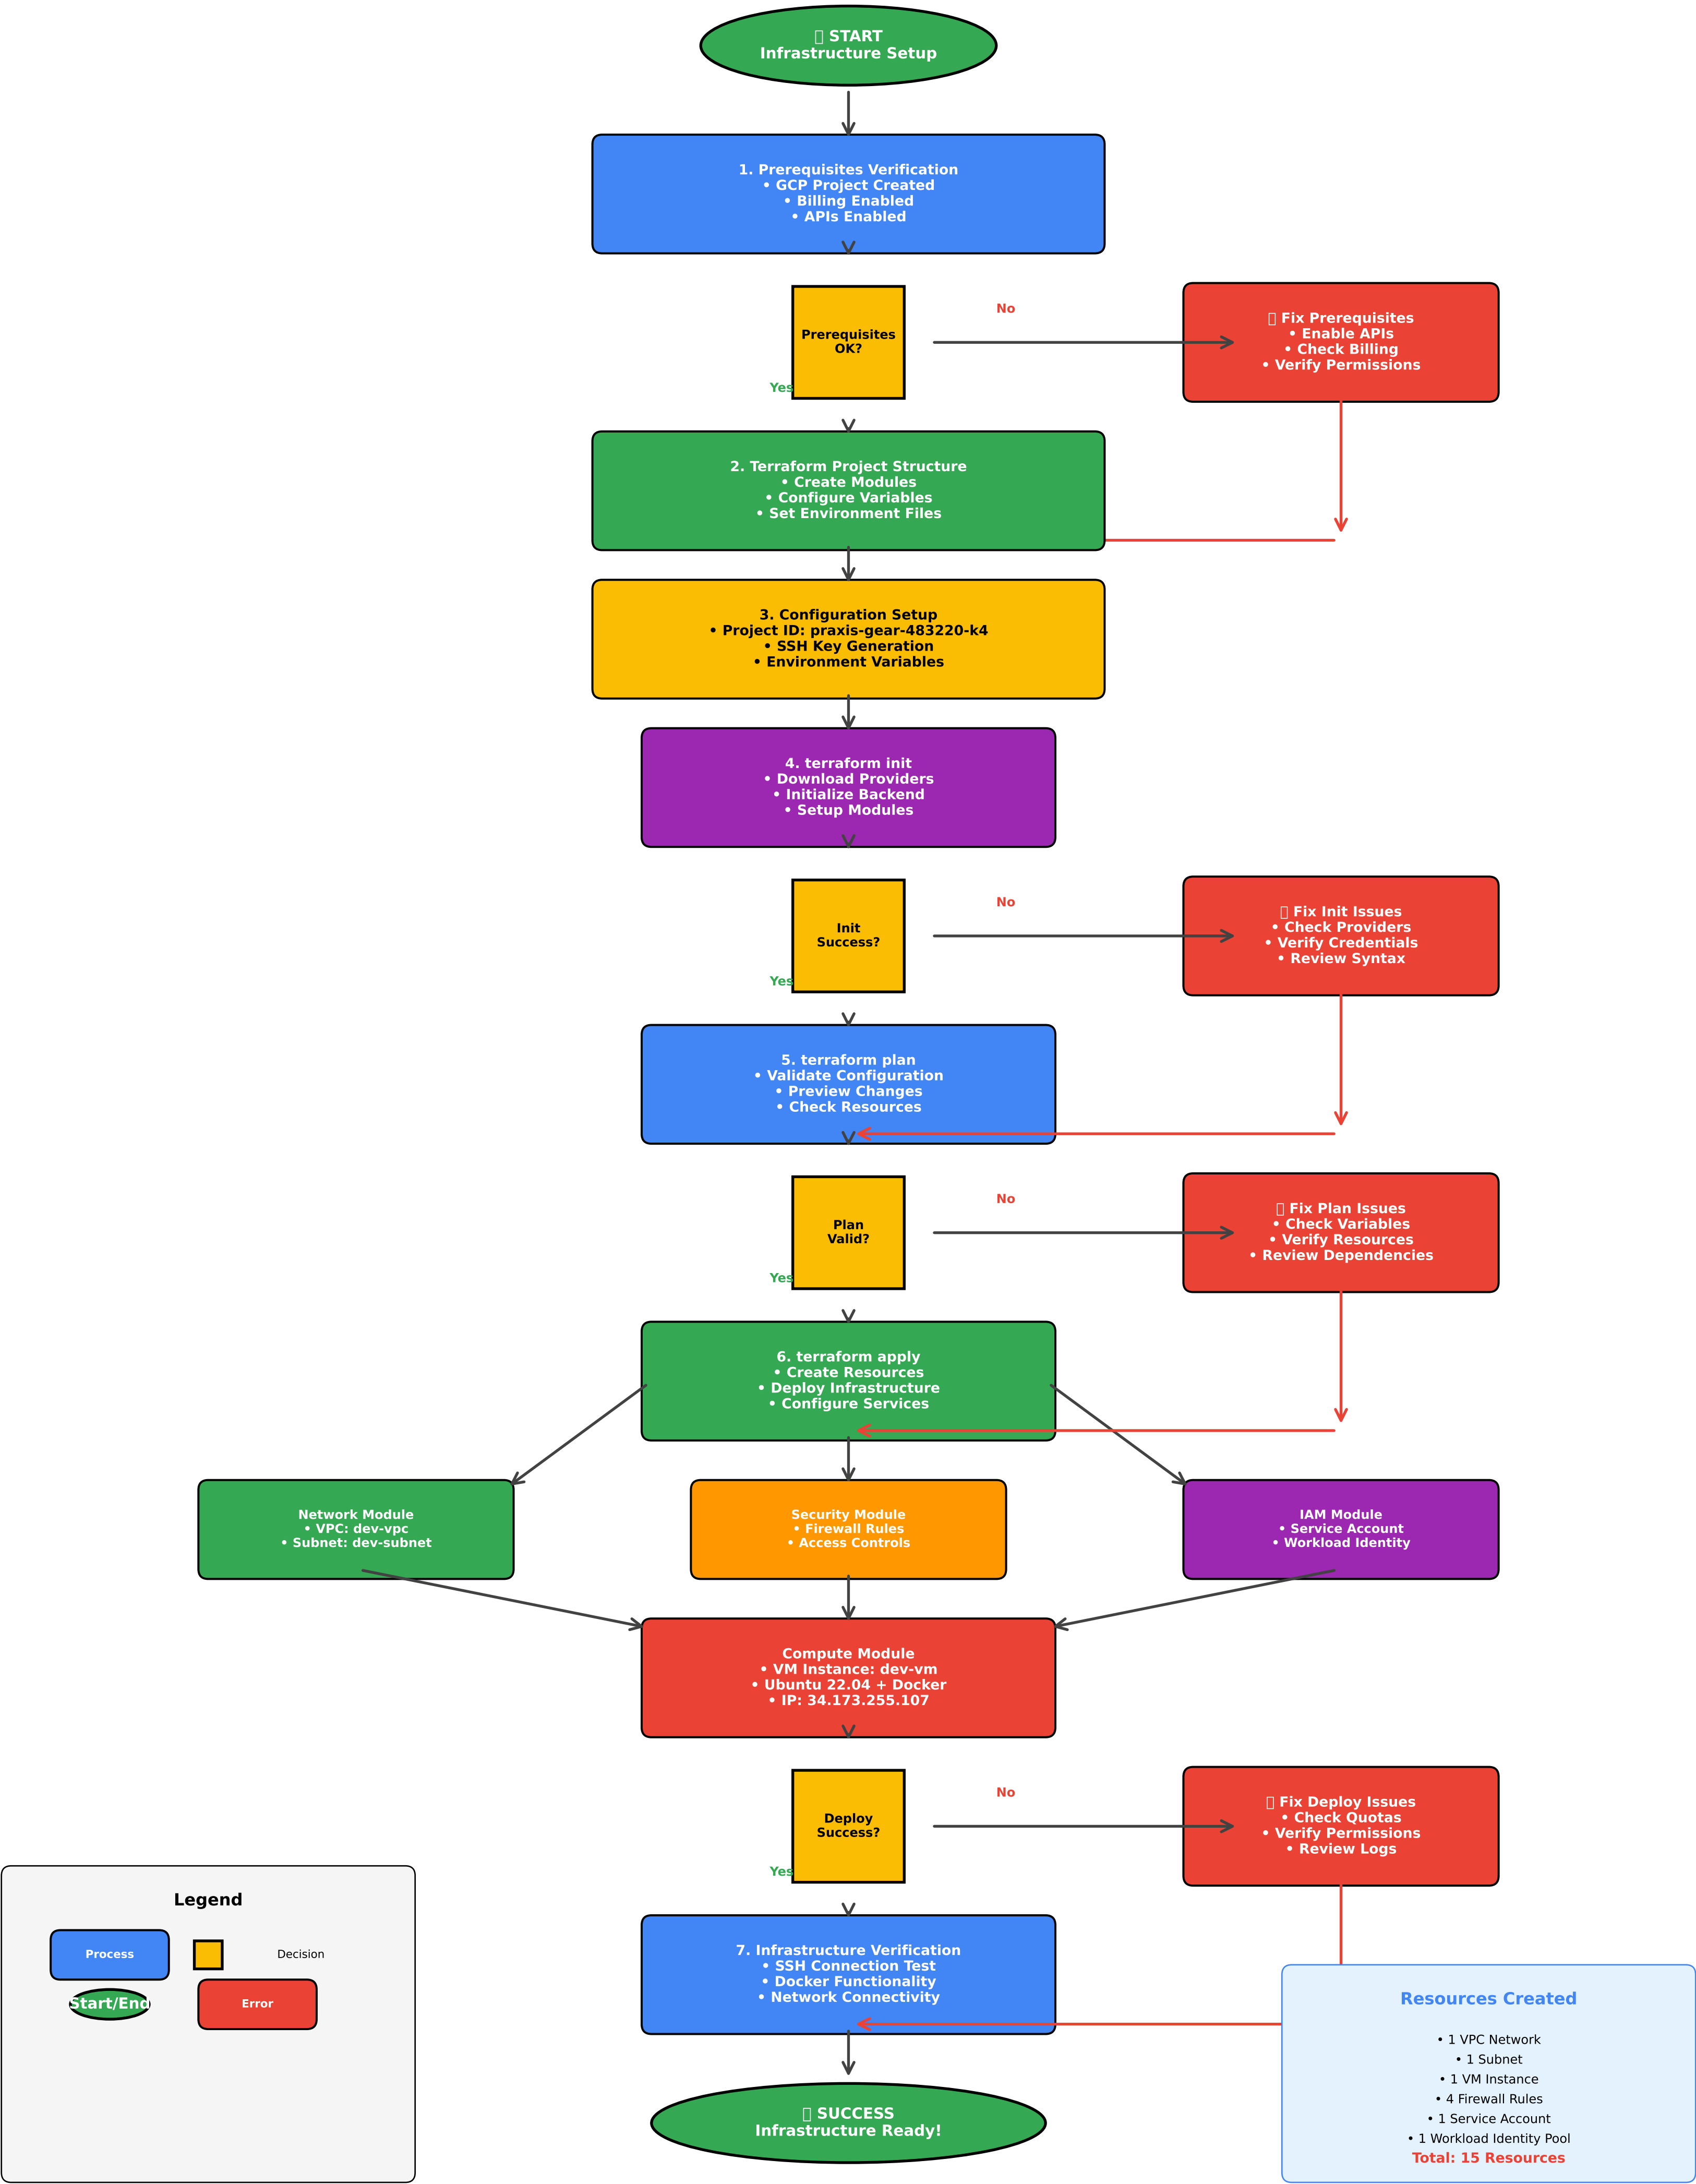 START
Infrastructure Setup
1. Prerequisites Verification
• GCP Project Created
• Billing Enabled
• APIs Enabled
Prerequisites
OK?
No
Yes
Fix Prerequisites
• Enable APIs
• Check Billing
• Verify Permissions
2. Terraform Project Structure
• Create Modules
• Configure Variables
• Set Environment Files
3. Configuration Setup
• Project ID: praxis-gear-483220-k4
• SSH Key Generation
• Environment Variables
4. terraform init
• Download Providers
• Initialize Backend
• Setup Modules
Init
Success?
No
Yes
Fix Init Issues
• Check Providers
• Verify Credentials
• Review Syntax
5. terraform plan
• Validate Configuration
• Preview Changes
• Check Resources
Plan
Valid?
No
Yes
Fix Plan Issues
• Check Variables
• Verify Resources
• Review Dependencies
6. terraform apply
• Create Resources
• Deploy Infrastructure
• Configure Services
Network Module
• VPC: dev-vpc
• Subnet: dev-subnet
Security Module
• Firewall Rules
• Access Controls
IAM Module
• Service Account
• Workload Identity
Compute Module
• VM Instance: dev-vm
• Ubuntu 22.04 + Docker
• IP: 34.173.255.107
Deploy
Success?
No
Yes
Fix Deploy Issues
• Check Quotas
• Verify Permissions
• Review Logs
7. Infrastructure Verification
• SSH Connection Test
• Docker Functionality
• Network Connectivity
SUCCESS
Infrastructure Ready!
Legend
Process
Decision
Start/End
Error
Resources Created
• 1 VPC Network
• 1 Subnet
• 1 VM Instance
• 4 Firewall Rules
• 1 Service Account
• 1 Workload Identity Pool
Total: 15 Resources